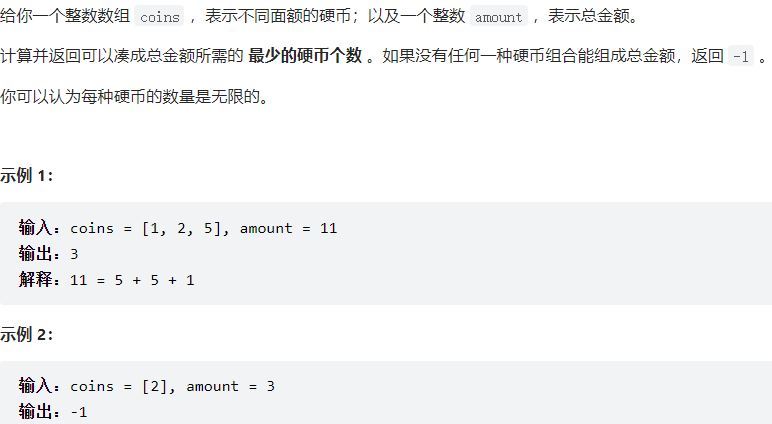 给你一个整数数组 coins ，表示不同面额的硬币；以及一个整数 amount ，表示总金额。
计算并返回可以凑成总金额所需的 最少的硬币个数 。如果没有任何一种硬币组合能组成总金额，返回 -1 。
你可以认为每种硬币的数量是无限的。
示例 1：
输入：coins = [1, 2, 5], amount = 11
输出：3
解释：11 = 5 + 5 + 1
示例 2：
输入：coins = [2], amount = 3
输出：-1